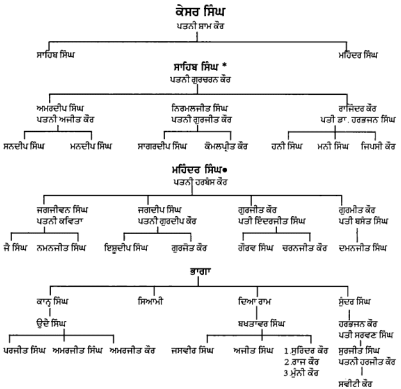 ਕੇਸਰ ਸਿੰਘ
ਪਤਨੀ ਸ਼ਾਮ ਕੌਰ
ਸਾਹਿਬ ਸਿੰਘ ਮਹਿੰਦਰ ਸਿੰਘ
ਸਾਹਿਬ ਸਿੰਘ *
ਪਤਨੀ ਗੁਰਚਰਨ ਕੌਰ
ਅਮਰਦੀਪ ਸਿੰਘ ਨਿਰਮਲਜੀਤ ਸਿੰਘ ਰਾਜਿੰਦਰ ਕੌਰ
ਪਤਨੀ ਅਜੀਤ ਕੌਰ ਪਤਨੀ ਗੁਰਜੀਤ ਕੌਰ ਪਤੀ ਡਾ. ਹਰਭਜਨ ਸਿੰਘ
ਸਨਦੀਪ ਸਿੰਘ ਮਨਦੀਪ ਸਿੰਘ ਸਾਗਰਦੀਪ ਸਿੰਘ ਕੋਮਲਪ੍ਰੀਤ ਕੌਰ ਹਨੀ ਸਿੰਘ ਮਨੀ ਸਿੰਘ ਜਿਪਸੀ ਕੌਰ
ਮਹਿੰਦਰ ਸਿੰਘ●
ਪਤਨੀ ਹਰਬੰਸ ਕੌਰ
ਜਗਜੀਵਨ ਸਿੰਘ ਜਗਦੀਪ ਸਿੰਘ ਗੁਰਜੀਤ ਕੌਰ ਗੁਰਮੀਤ ਕੌਰ
ਪਤਨੀ ਕਵਿਤਾ ਪਤਨੀ ਗੁਰਦੀਪ ਕੌਰ ਪਤੀ ਇੰਦਰਜੀਤ ਸਿੰਘ ਪਤੀ ਬਸੰਤ ਸਿੰਘ
ਜੈ ਸਿੰਘ ਨਮਨਜੀਤ ਸਿੰਘ ਇਸ਼ੂਦੀਪ ਸਿੰਘ ਗੁਰਜੋਤ ਕੌਰ ਗੌਰਵ ਸਿੰਘ ਚਰਨਜੀਤ ਕੌਰ ਦਮਨਜੀਤ ਸਿੰਘ
ਭਾਗਾ
ਕਾਨ੍ਹ ਸਿੰਘ ਸਿਆਮੀ ਦਿਆ ਰਾਮ ਸੁੰਦਰ ਸਿੰਘ
ਉਦੈ ਸਿੰਘ ਬਖਤਾਵਰ ਸਿੰਘ ਹਰਭਜਨ ਕੌਰ
ਪਤੀ ਸਰਵਣ ਸਿੰਘ
ਪਰਜੀਤ ਸਿੰਘ ਅਮਰਜੀਤ ਸਿੰਘ ਅਮਰਜੀਤ ਕੌਰ ਜਸਵੀਰ ਸਿੰਘ ਅਜੀਤ ਸਿੰਘ 1.ਸੁਰਿੰਦਰ ਕੌਰ ਸੁਰਜੀਤ ਸਿੰਘ
2.ਰਾਜ ਕੌਰ ਪਤਨੀ ਹਰਜੀਤ ਕੌਰ
3.ਮੁੰਨੀ ਕੌਰ
ਸਵੀਟੀ ਕੌਰ